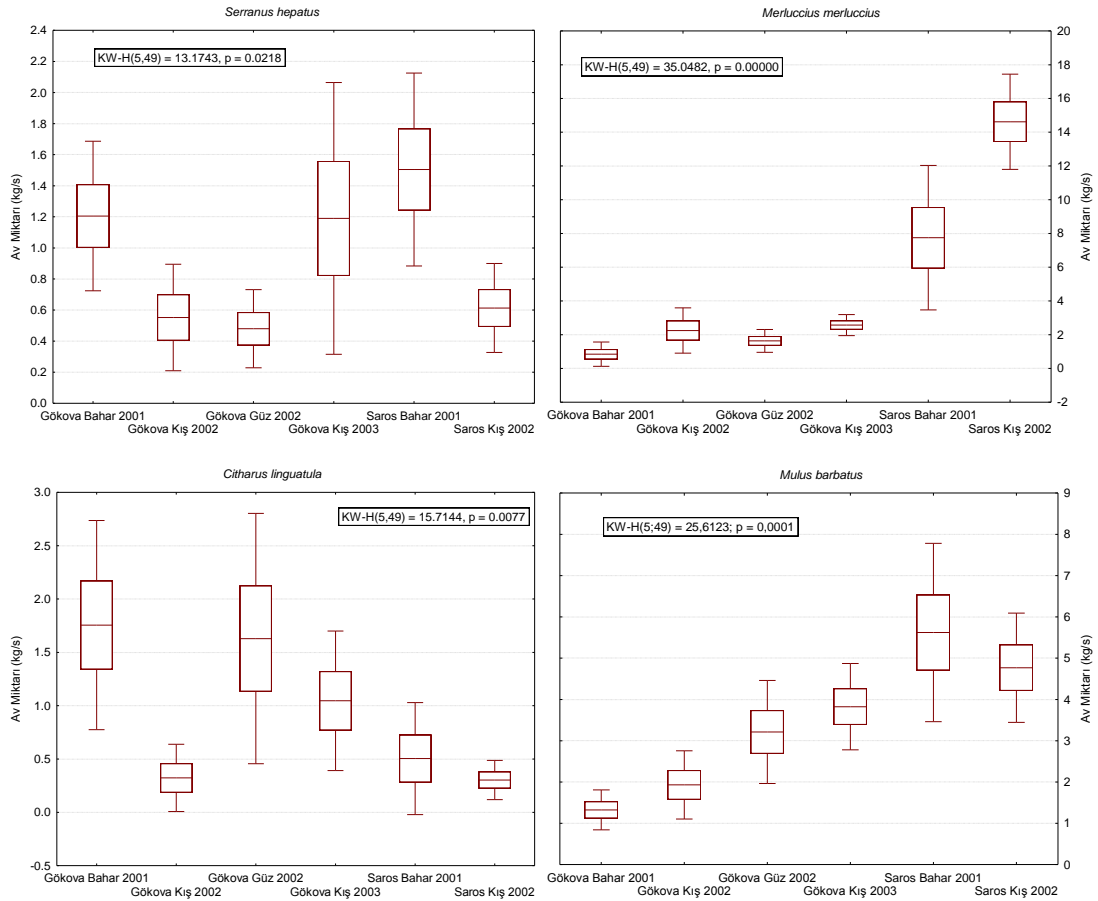 Serranus hepatus
KW-H(5,49) = 13.1743, p = 0.0218
Av Miktarı (kg/s)
2.4
2.2
2.0
1.8
1.6
1.4
1.2
1.0
0.8
0.6
0.4
0.2
0.0
Gökova Bahar 2001
Gökova Kış 2002
Gökova Güz 2002
Gökova Kış 2003
Saros Bahar 2001
Saros Kış 2002
Merluccius merluccius
KW-H(5,49) = 35.0482, p = 0.00000
Av Miktarı (kg/s)
20
18
16
14
12
10
8
6
4
2
0
-2
Gökova Bahar 2001
Gökova Kış 2002
Gökova Güz 2002
Gökova Kış 2003
Saros Bahar 2001
Saros Kış 2002
Citharus linguatula
KW-H(5,49) = 15.7144, p = 0.0077
Av Miktarı (kg/s)
3.0
2.5
2.0
1.5
1.0
0.5
0.0
-0.5
Gökova Bahar 2001
Gökova Kış 2002
Gökova Güz 2002
Gökova Kış 2003
Saros Bahar 2001
Saros Kış 2002
Mulus barbatus
KW-H(5;49) = 25,6123; p = 0,0001
Av Miktarı (kg/s)
9
8
7
6
5
4
3
2
1
0
Gökova Bahar 2001
Gökova Kış 2002
Gökova Güz 2002
Gökova Kış 2003
Saros Bahar 2001
Saros Kış 2002